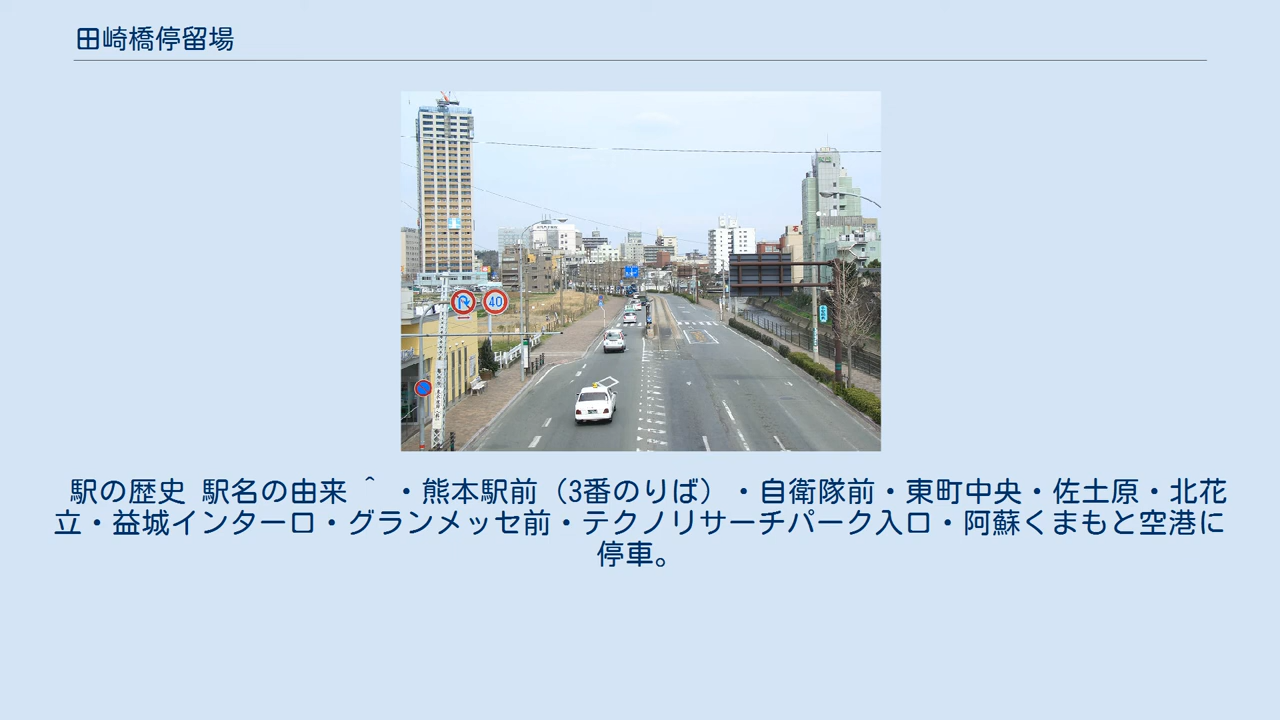 田崎橋停留場
40
駅の歴史 駅名の由来 ^ ・熊本駅前（3番のりば）・自衛隊前・東町中央・佐土原・北花
立・益城インター口・グランメッセ前・テクノリサーチパーク入口・阿蘇くまもと空港に
停車。